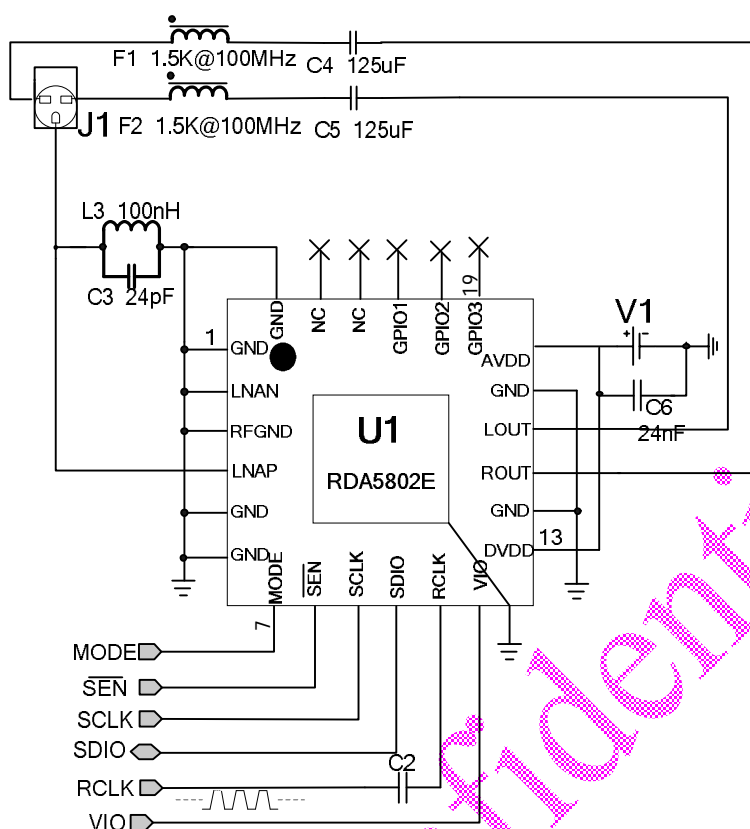 F1 1.5K@100MHz
C4 125uF
J1
F2 1.5K@100MHz
C5 125uF
L3 100nH
C3 24pF
GND
NC
NC
GPIO1
GPIO2
GPIO3
19
1
GND
LNAN
RFGND
LNAP
GND
GND
U1
RDA5802E
AVDD
GND
LOUT
ROUT
GND
DVDD
13
V1
+ -
C6
24nF
MODE
SEN
SCLK
SDIO
RCLK
VIO
7
MODE
SEN
SCLK
SDIO
RCLK
VIO
C2
fidenti